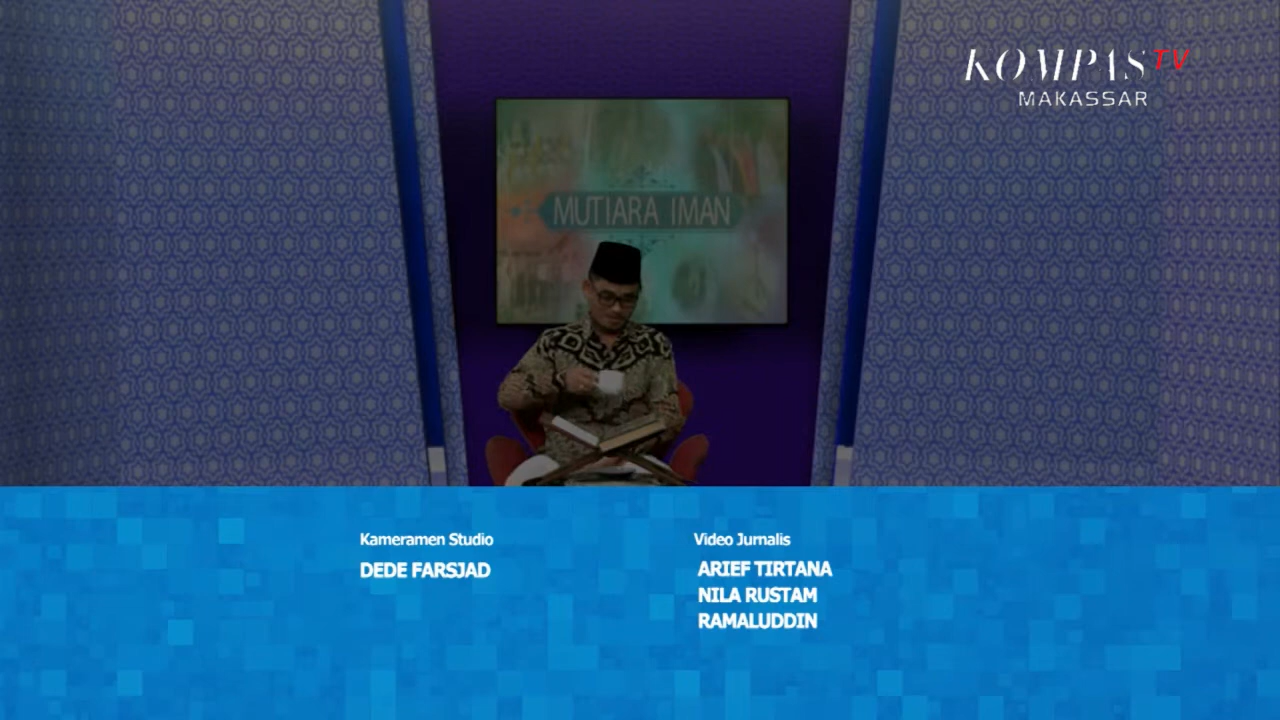 KOMPAS TV
MAKASSAR
MUTIARA IMAN
Kameramen Studio
DEDE FARSJAD
Video Jurnalis
ARIEF TIRTANA
NILA RUSTAM
RAMALUDDIN